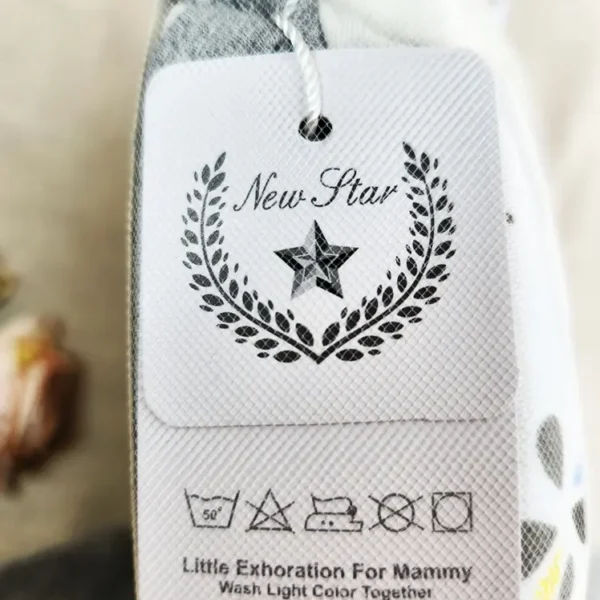 New Star
50°
Little Exhoration For Mammy
Wash Light Color Together